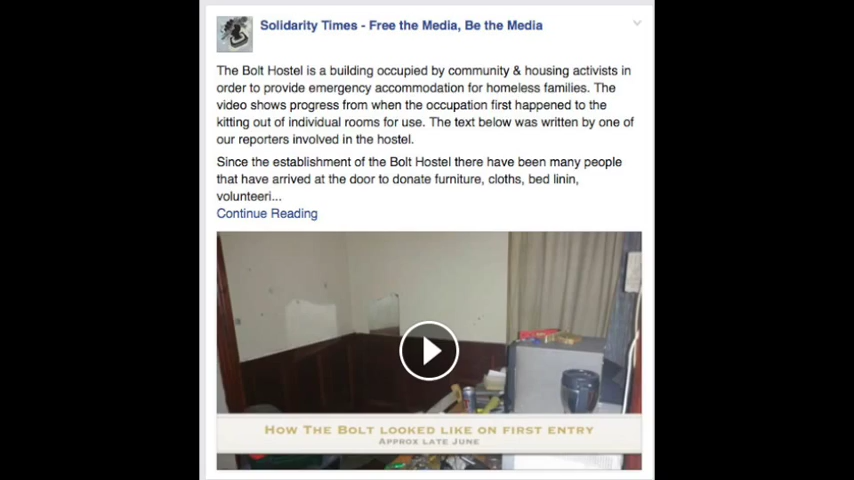 Solidarity Times - Free the Media, Be the Media
The Bolt Hostel is a building occupied by community & housing activists in
order to provide emergency accommodation for homeless families. The
video shows progress from when the occupation first happened to the
kitting out of individual rooms for use. The text below was written by one of
our reporters involved in the hostel.
Since the establishment of the Bolt Hostel there have been many people
that have arrived at the door to donate furniture, cloths, bed linin,
volunteeri...
Continue Reading
How The Bolt looked like on first entry
Approx late June